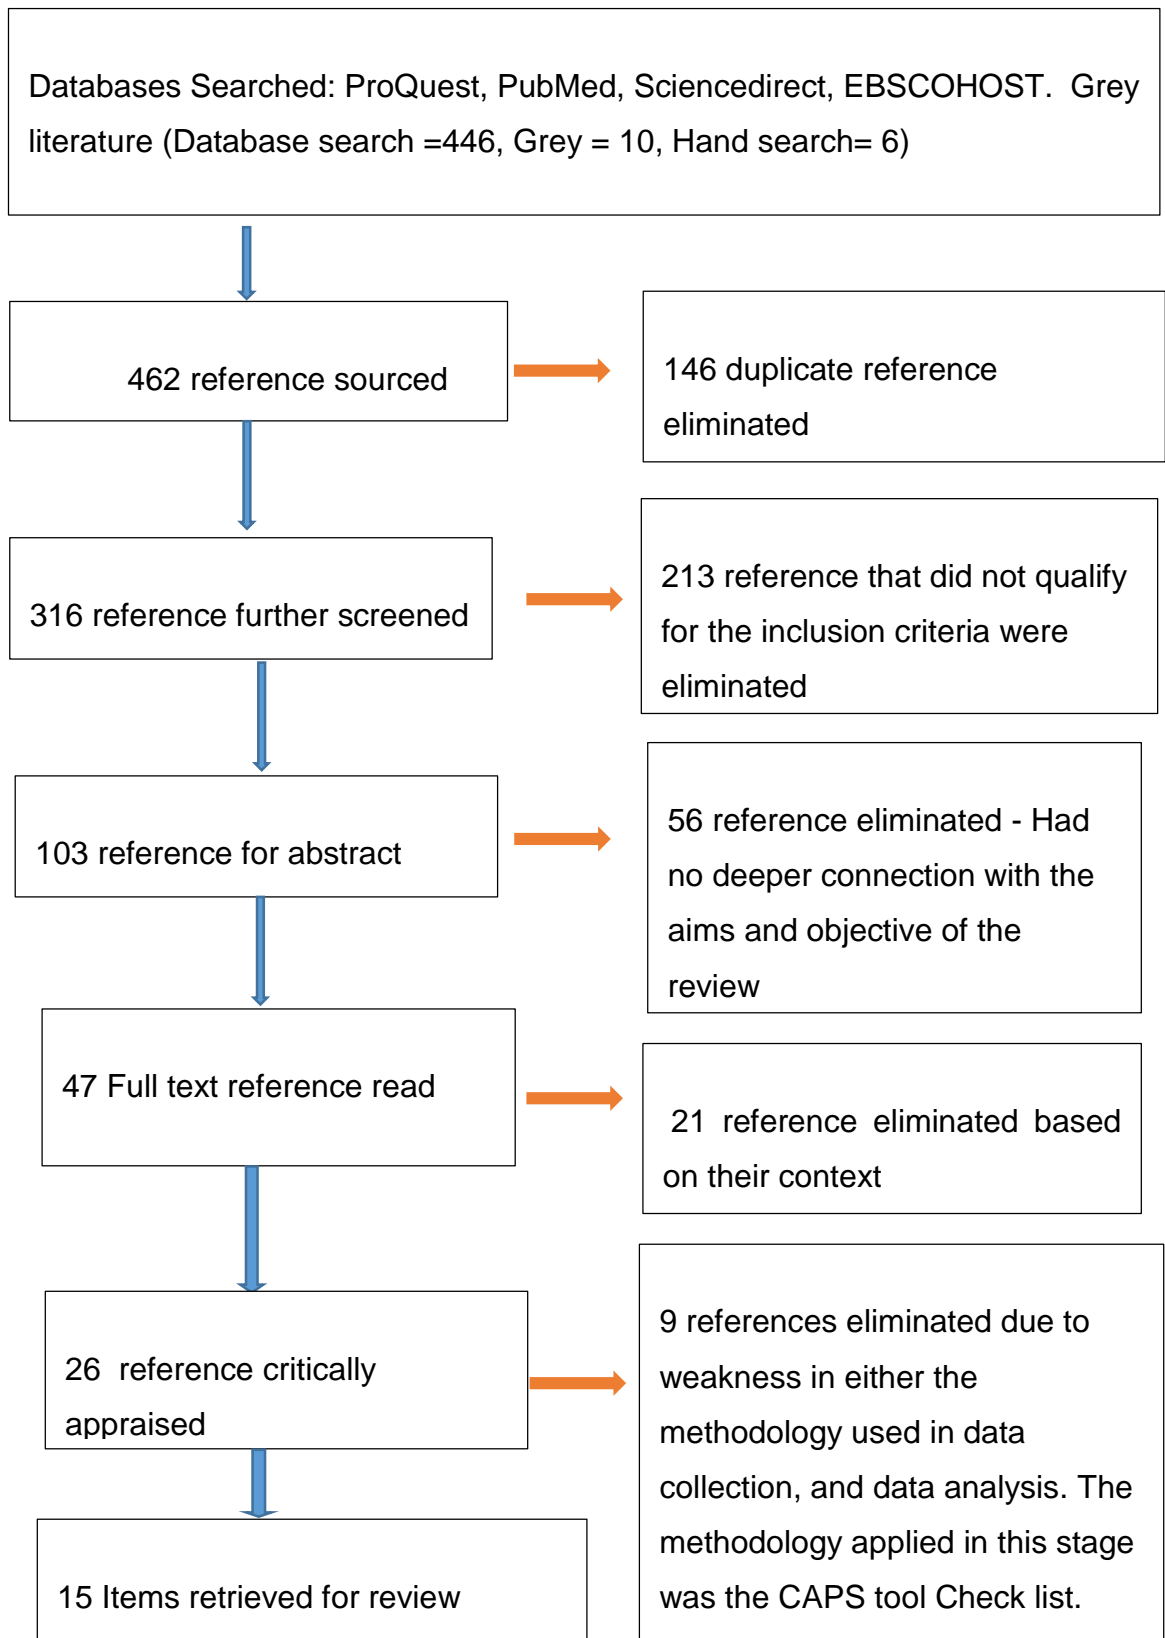 Databases Searched: ProQuest, PubMed, Sciencedirect, EBSCOHOST. Grey
literature (Database search =446, Grey = 10, Hand search= 6)
462 reference sourced
146 duplicate reference
eliminated
316 reference further screened
213 reference that did not qualify
for the inclusion criteria were
eliminated
103 reference for abstract
56 reference eliminated - Had
no deeper connection with the
aims and objective of the
review
47 Full text reference read
21 reference eliminated based
on their context
26 reference critically
appraised
9 references eliminated due to
weakness in either the
methodology used in data
collection, and data analysis. The
methodology applied in this stage
was the CAPS tool Check list.
15 Items retrieved for review